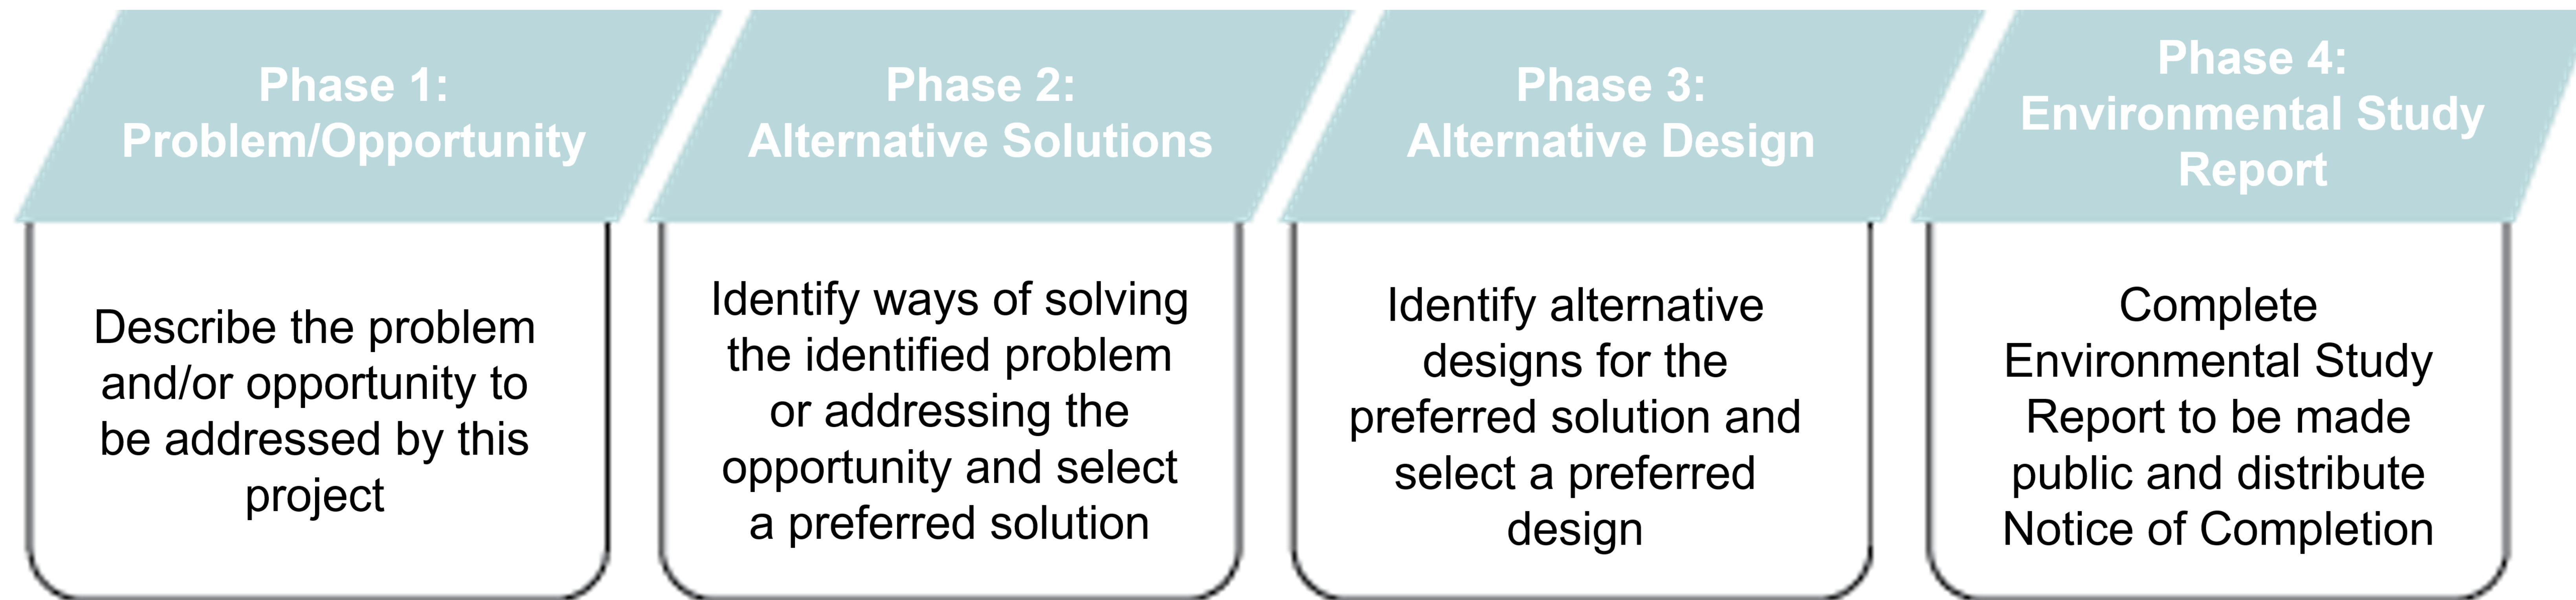 Phase 1:
Problem/Opportunity
Describe the problem
and/or opportunity to
be addressed by this
project
Phase 2:
Alternative Solutions
Identify ways of solving
the identified problem
or addressing the
opportunity and select
a preferred solution
Phase 3:
Alternative Design
Identify alternative
designs for the
preferred solution and
select a preferred
design
Phase 4:
Environmental Study
Report
Complete
Environmental Study
Report to be made
public and distribute
Notice of Completion